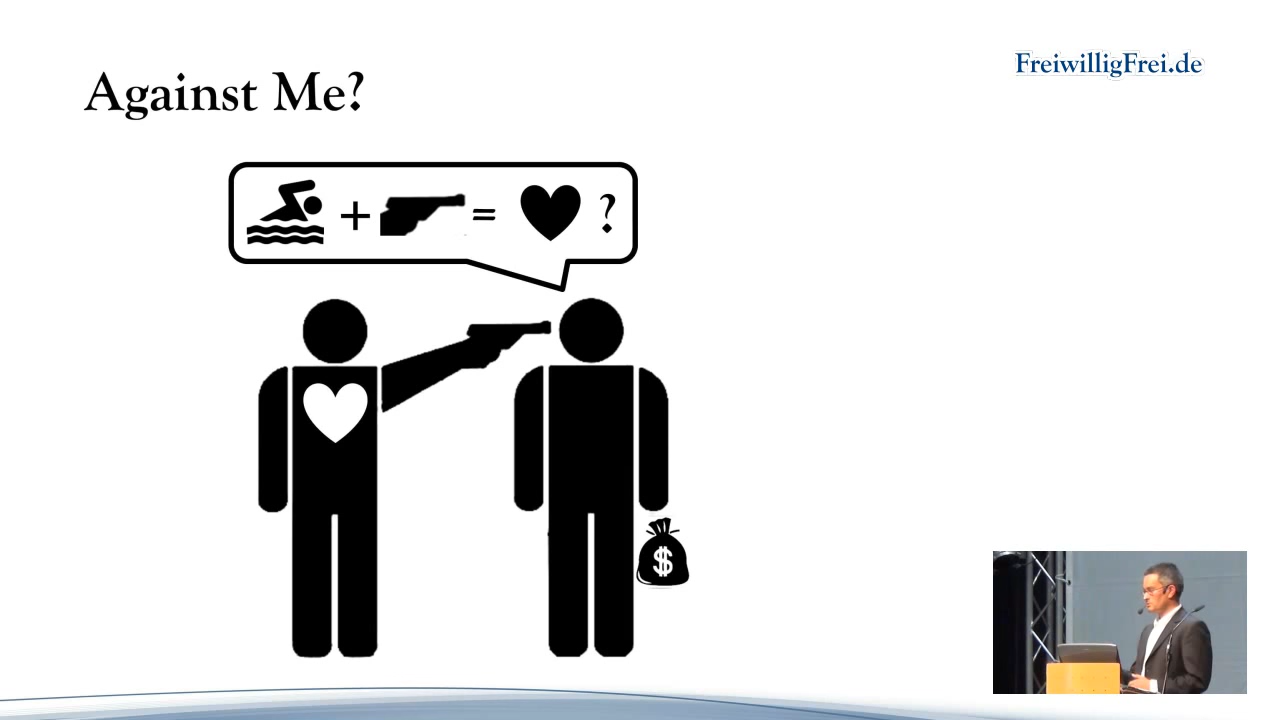 Against Me?
FreiwilligFrei.de
+ = ?
$